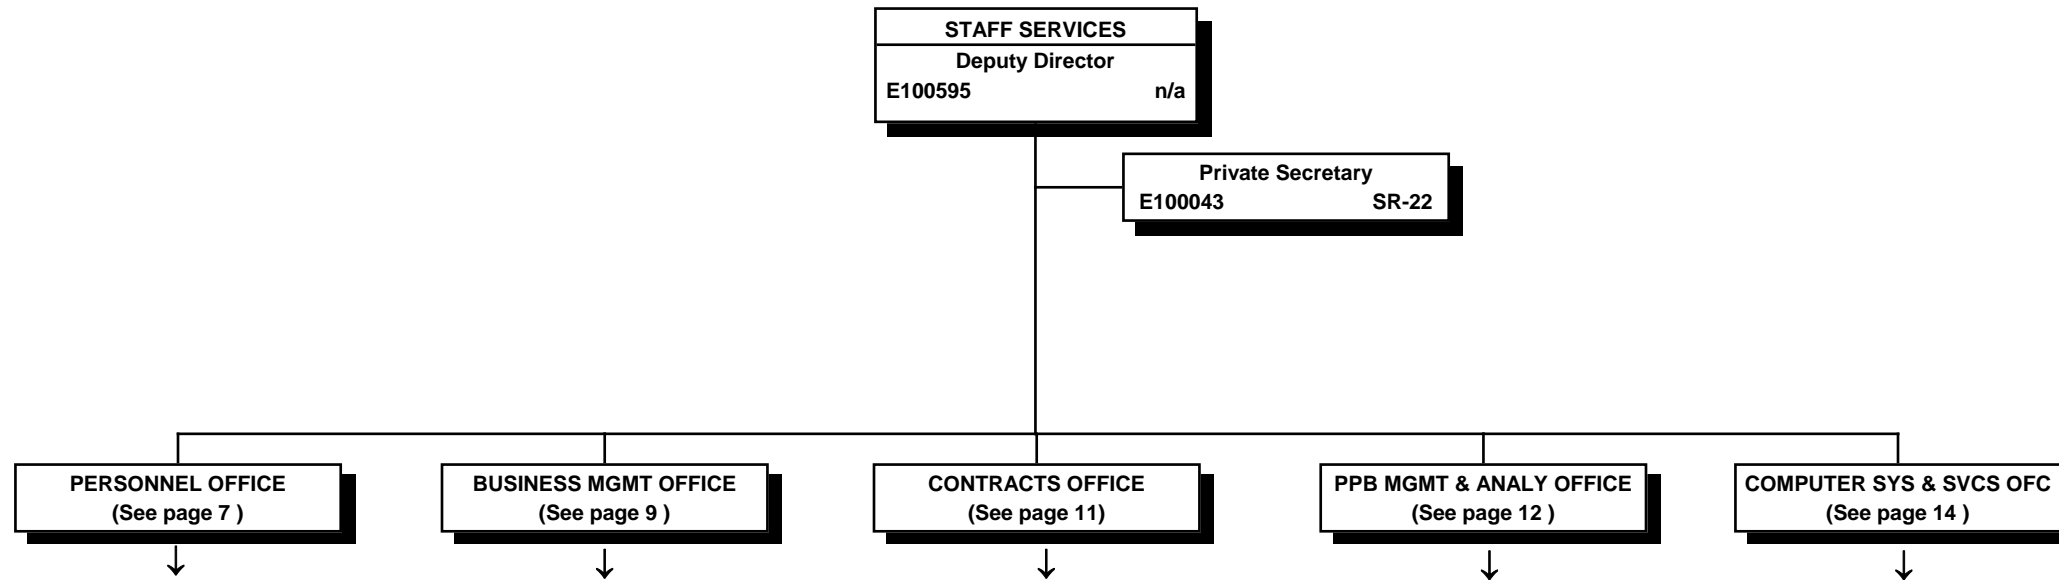 STAFF SERVICES
Deputy Director
E100595 n/a
Private Secretary
E100043 SR-22
PERSONNEL OFFICE
(See page 7 )
BUSINESS MGMT OFFICE
(See page 9 )
CONTRACTS OFFICE
(See page 11)
PPB MGMT & ANALY OFFICE
(See page 12 )
COMPUTER SYS & SVCS OFC
(See page 14 )